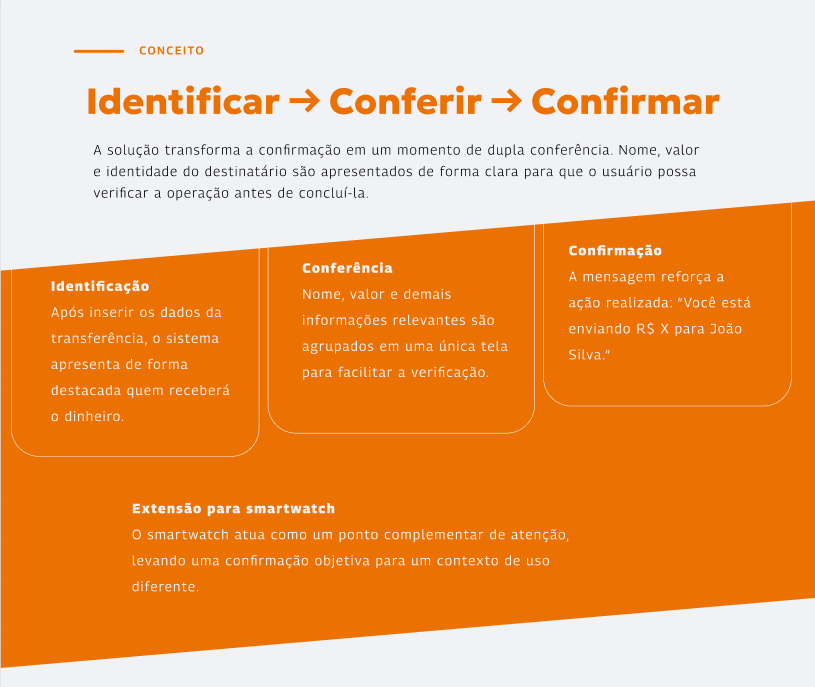 CONCEITO
Identificar → Conferir → Confirmar
A solução transforma a confirmação em um momento de dupla conferência. Nome, valor
e identidade do destinatário são apresentados de forma clara para que o usuário possa
verificar a operação antes de concluí-la.
Identificação
Após inserir os dados da
transferência, o sistema
apresenta de forma
destacada quem receberá
o dinheiro.
Conferência
Nome, valor e demais
informações relevantes são
agrupados em uma única tela
para facilitar a verificação.
Confirmação
A mensagem reforça a
ação realizada: “Você está
enviando R$ X para João
Silva.”
Extensão para smartwatch
O smartwatch atua como um ponto complementar de atenção,
levando uma confirmação objetiva para um contexto de uso
diferente.